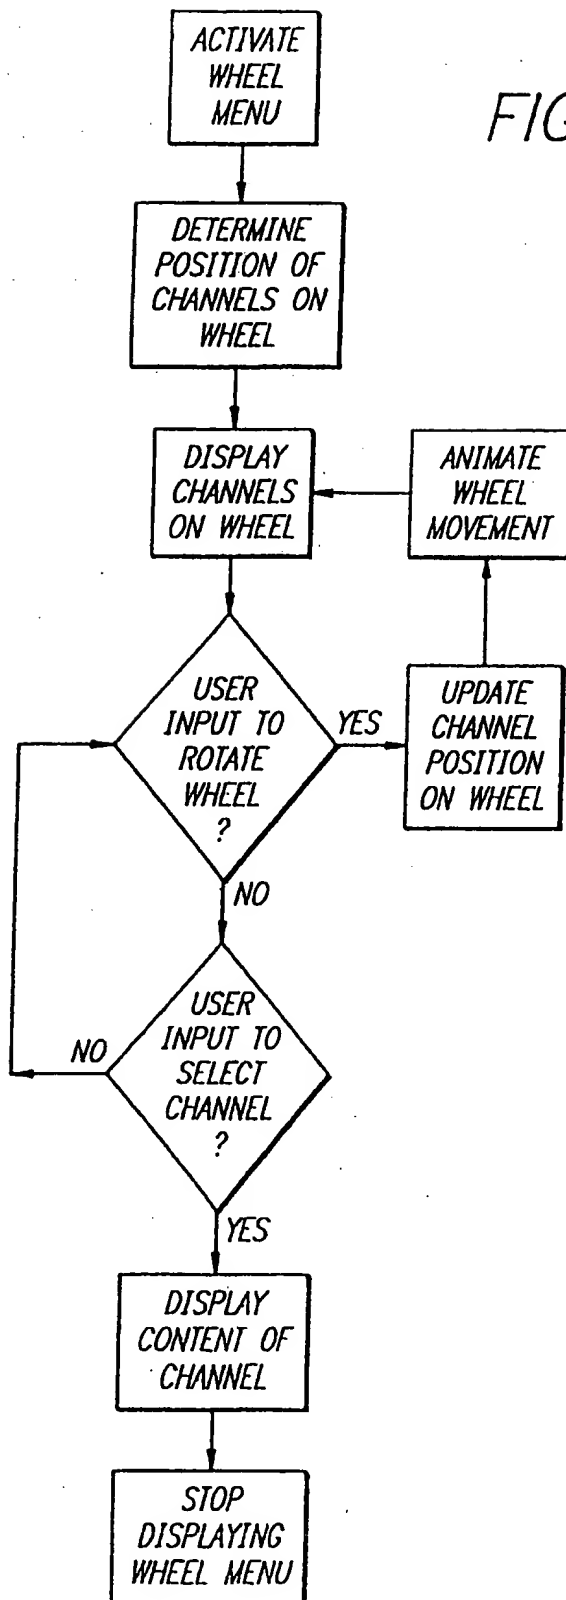 ACTIVATE
WHEEL
MENU
FIG
DETERMINE
POSITION OF
CHANNELS ON
WHEEL
DISPLAY
CHANNELS
ON WHEEL
ANIMATE
WHEEL
MOVEMENT
USER
INPUT TO
ROTATE
WHEEL
?
YES
UPDATE
CHANNEL
POSITION
ON WHEEL
NO
USER
INPUT TO
SELECT
CHANNEL
?
NO
YES
DISPLAY
CONTENT OF
CHANNEL
STOP
DISPLAYING
WHEEL MENU